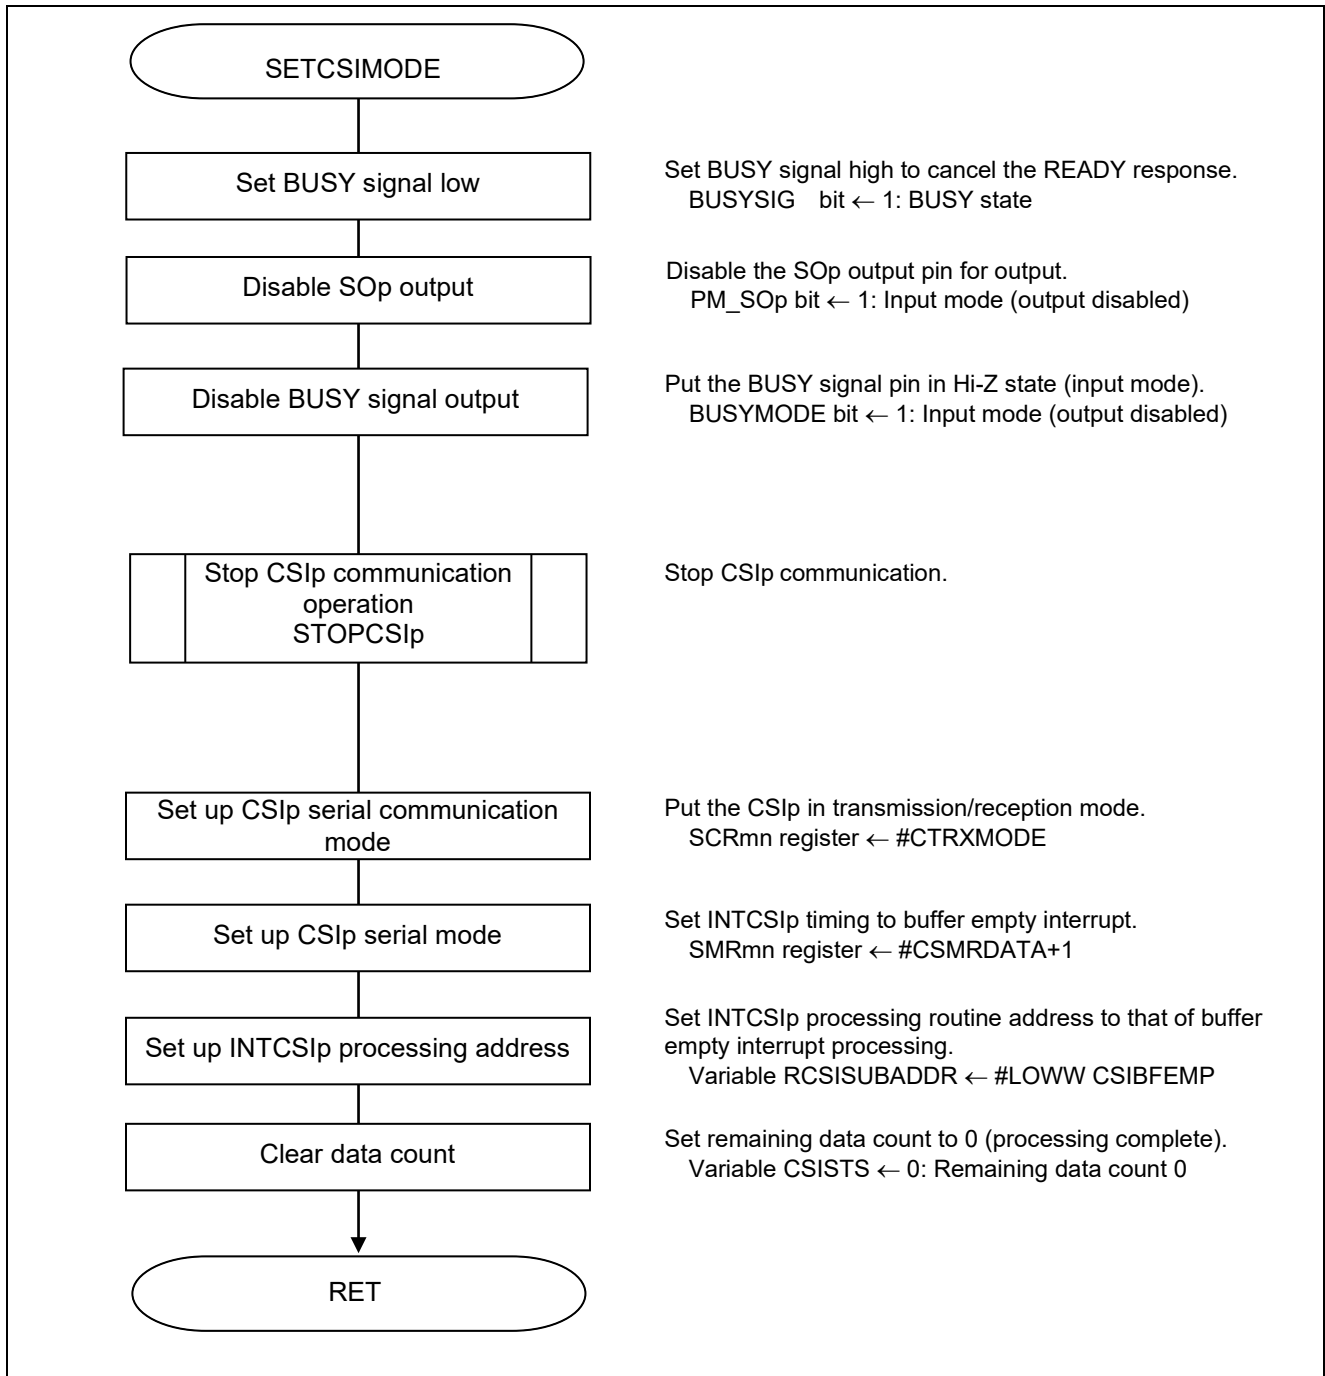 SETCSIMODE
Set BUSY signal low
Set BUSY signal high to cancel the READY response.
BUSYSIG bit ← 1: BUSY state
Disable SOp output
Disable the SOp output pin for output.
PM_SOp bit ← 1: Input mode (output disabled)
Disable BUSY signal output
Put the BUSY signal pin in Hi-Z state (input mode).
BUSYMODE bit ← 1: Input mode (output disabled)
Stop CSIp communication
operation
STOPCSIp
Stop CSIp communication.
Set up CSIp serial communication
mode
Put the CSIp in transmission/reception mode.
SCRmn register ← #CTRXMODE
Set up CSIp serial mode
Set INTCSIp timing to buffer empty interrupt.
SMRmn register ← #CSMRDATA+1
Set up INTCSIp processing address
Set INTCSIp processing routine address to that of buffer
empty interrupt processing.
Variable RCSISUBADDR ← #LOWW CSIBFEMP
Clear data count
Set remaining data count to 0 (processing complete).
Variable CSISTS ← 0: Remaining data count 0
RET